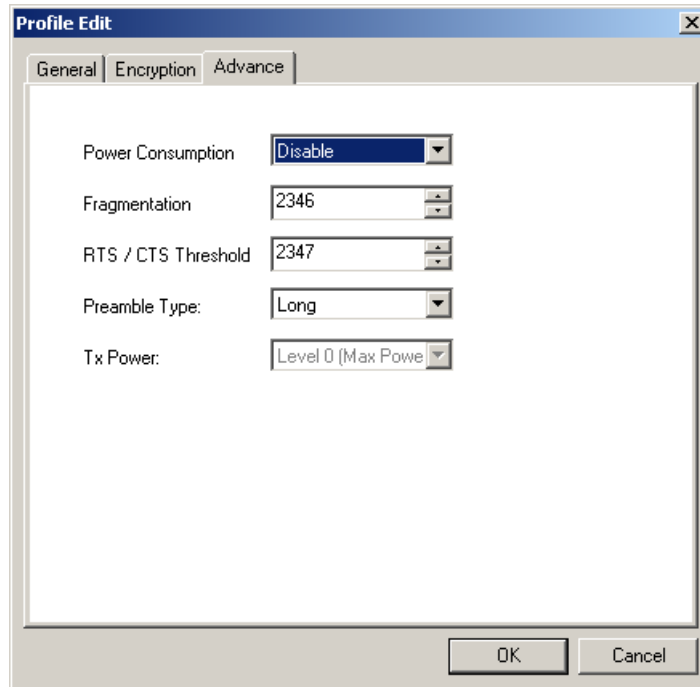 Profile Edit
General Encryption Advance
Power Consumption Disable
Fragmentation 2346
RTS / CTS Threshold 2347
Preamble Type: Long
Tx Power: Level 0 (Max Powe
OK Cancel